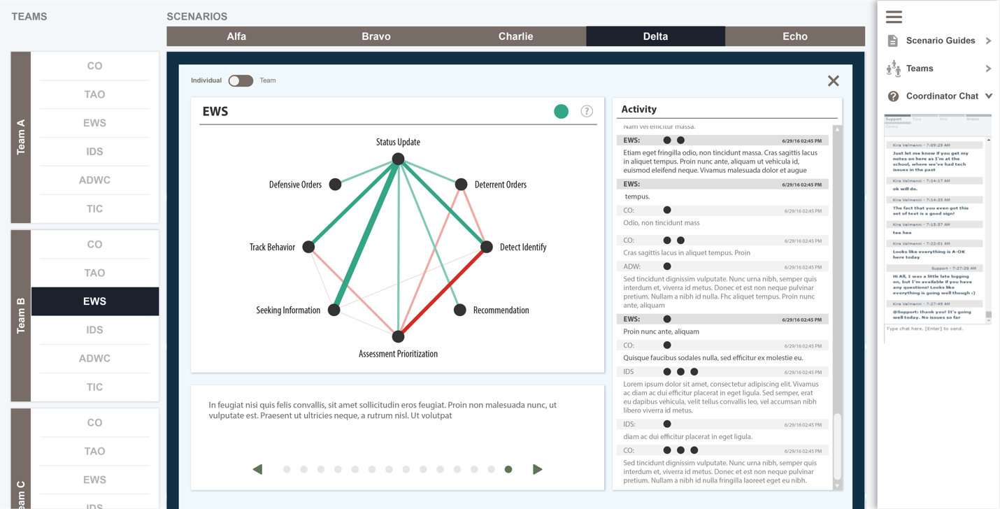 TEAMS
SCENARIOS
Alfa
Bravo
Charlie
Delta
Echo
Team A
CO
TAO
EWS
IDS
ADWC
TIC
Team B
CO
TAO
EWS
IDS
ADWC
TIC
Team C
CO
TAO
EWS
IDS
Individual
Team
EWS
?
Status Update
Defensive Orders
Deterrent Orders
Track Behavior
Detect Identify
Seeking Information
Recommendation
Assessment Prioritization
In feugiat nisi quis felis convallis, sit amet sollicitudin eros feugiat. Proin non malesuada nunc, ut
vulputate est. Praesent ut ultricies neque, a rutrum nisl. Ut volutpat
Activity
Nam vel efficitur massa.
EWS: 6/29/16 02:45 PM
Etiam eget fringilla odio, non tincidunt massa. Cras sagittis lacus
in aliquet tempus. Proin nunc ante, aliquam ut vehicula id,
euismod eleifend neque. Vivamus malesuada dolor et augue
EWS: 6/29/16 02:45 PM
tempus.
CO: 6/29/16 02:45 PM
Odio, non tincidunt mass
CO: 6/29/16 02:45 PM
Cras sagittis lacus in aliquet tempus. Proin
ADW: 6/29/16 02:45 PM
Sed tincidunt dignissim vulputate. Nunc urna nibh, semper quis
interdum et, viverra id metus. Donec et est non neque pulvinar
pretium. Nullam a nibh id nulla. Fhc aliquet tempus. Proin nunc
ante, aliquam
EWS: 6/29/16 02:45 PM
Proin nunc ante, aliquam
CO: 6/29/16 02:45 PM
Quisque faucibus sodales nulla, sed efficitur ex molestie eu.
IDS 6/29/16 02:45 PM
Lorem ipsum dolor sit amet, consectetur adipiscing elit. Vivamus
ac diam ac dui efficitur placerat in eget ligula. Sed semper, erat
eu dapibus vehicula, velit tellus convallis leo, vel accumsan nibh
libero viverra id metus.
IDS: 6/29/16 02:45 PM
diam ac dui efficitur placerat in eget ligula.
CO: 6/29/16 02:45 PM
Sed tincidunt dignissim vulputate. Nunc urna nibh, semper quis
interdum et, viverra id metus. Donec et est non neque pulvinar
pretium. Nullam a nibh id nulla fringilla laoreet eget eu nibh.
Scenario Guides
Teams
?
Coordinator Chat
Support
Kira Velmenni - 7:09:29 AM
Just let me know if you get my
notes on here as I'm at the
school, where we've had tech
issues in the past
Kira Velmenni - 7:14:17 AM
ok will do.
Kira Velmenni - 7:14:35 AM
The fact that you even got this
set of text is a good sign!
Kira Velmenni - 7:15:57 AM
tee hee
Kira Velmenni - 7:22:01 AM
Looks like everything is A-OK
here today
Support - 7:27:20 AM
Hi All, I was a little late logging
on, but I'm available if you have
any questions! Looks like
everything is going well though :)
Kira Velmenni - 7:27:49 AM
@Support: thank you! It's going
well today. No issues so far
Type chat here. [Enter] to send.